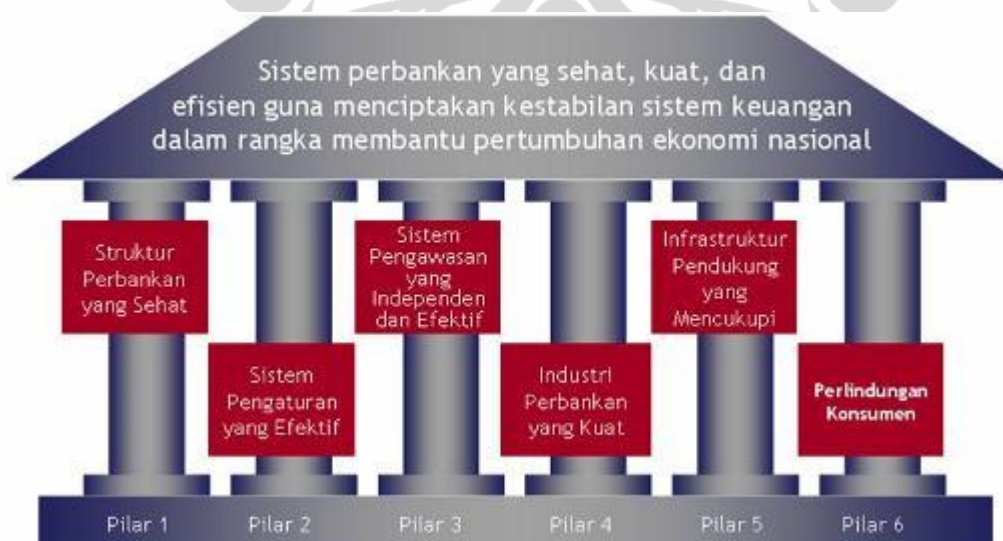 Sistem perbankan yang sehat, kuat, dan
efisien guna menciptakan kestabilan sistem keuangan
dalam rangka membantu pertumbuhan ekonomi nasional
Struktur
Perbankan
yang Sehat
Sistem
Pengaturan
yang Efektif
Sistem
Pengawasan
yang
Independen
dan Efektif
Industri
Perbankan
yang Kuat
Infrastruktur
Pendukung
yang
Mencukupi
Perlindungan
Konsumen
Pilar 1
Pilar 2
Pilar 3
Pilar 4
Pilar 5
Pilar 6